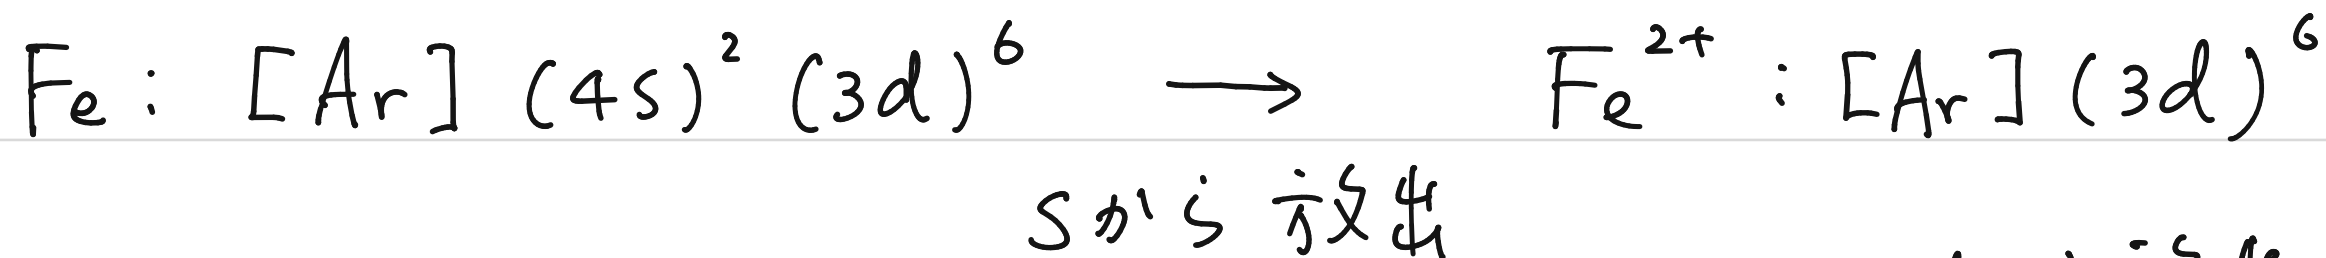 Fe : [Ar] (4s)² (3d)⁶ ⟶ Fe²⁺ : [Ar] (3d)⁶
sから放出